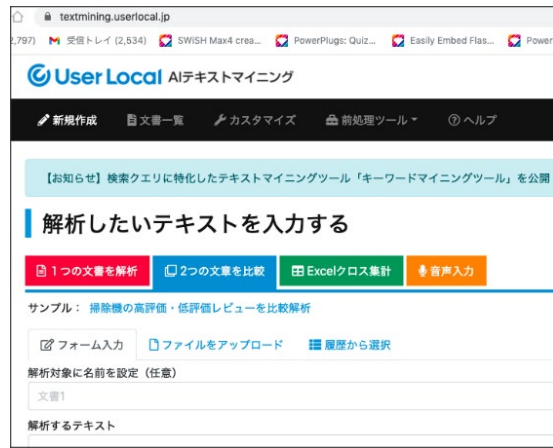 textmining.userlocal.jp
,797) 受信トレイ (2,534) SWiSH Max4 crea... PowerPlugs: Quiz... Easily Embed Flas... Power
User Local AIテキストマイニング
新規作成 文書一覧 カスタマイズ 前処理ツール ヘルプ
【お知らせ】検索クエリに特化したテキストマイニングツール「キーワードマイニングツール」を公開
解析したいテキストを入力する
1つの文書を解析 2つの文章を比較 Excelクロス集計 音声入力
サンプル： 掃除機の高評価・低評価レビューを比較解析
フォーム入力 ファイルをアップロード 履歴から選択
解析対象に名前を設定（任意）
文書1
解析するテキスト